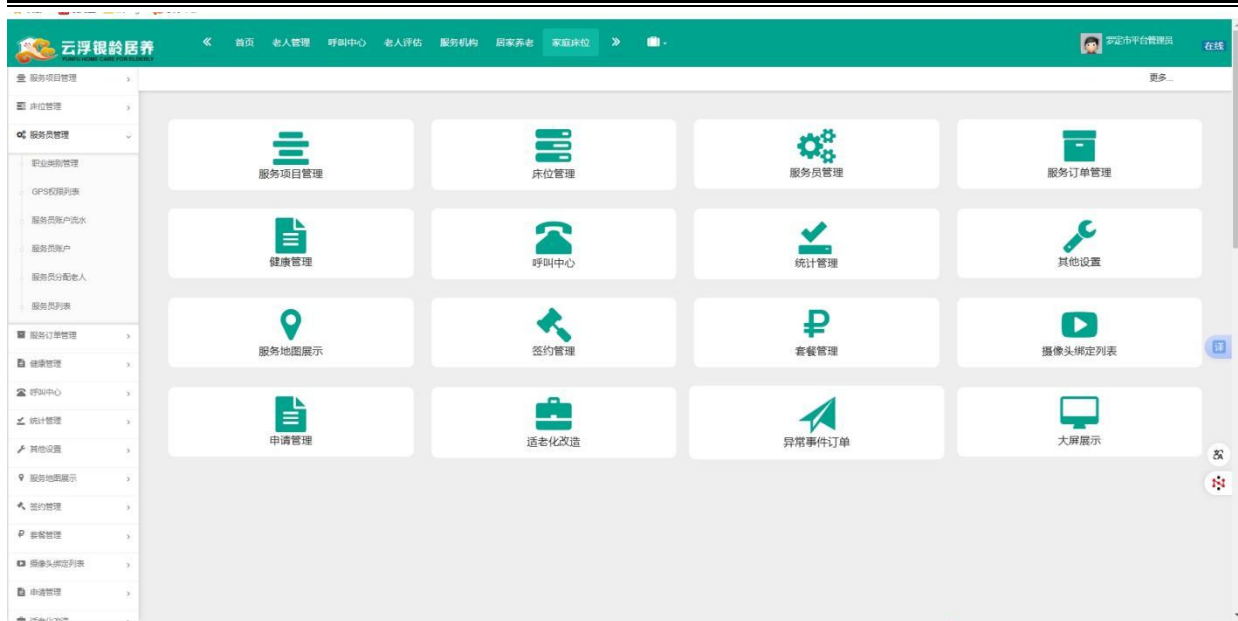 云浮银龄居养
YUNFU HOME CARE FOR ELDERLY
首页 老人管理 呼叫中心 老人评估 服务机构 居家养老 家庭床位
罗定市平台管理员
在线
更多...
服务项目管理
床位管理
服务员管理
职业类别管理
GPS权限列表
服务员账户流水
服务员账户
服务员分配老人
服务员列表
服务订单管理
健康管理
呼叫中心
统计管理
其他设置
服务地图展示
签约管理
套餐管理
摄像头绑定列表
申请管理
适老化改造
服务项目管理 床位管理 服务员管理 服务订单管理
健康管理 呼叫中心 统计管理 其他设置
服务地图展示 签约管理 套餐管理 摄像头绑定列表
申请管理 适老化改造 异常事件订单 大屏展示
译